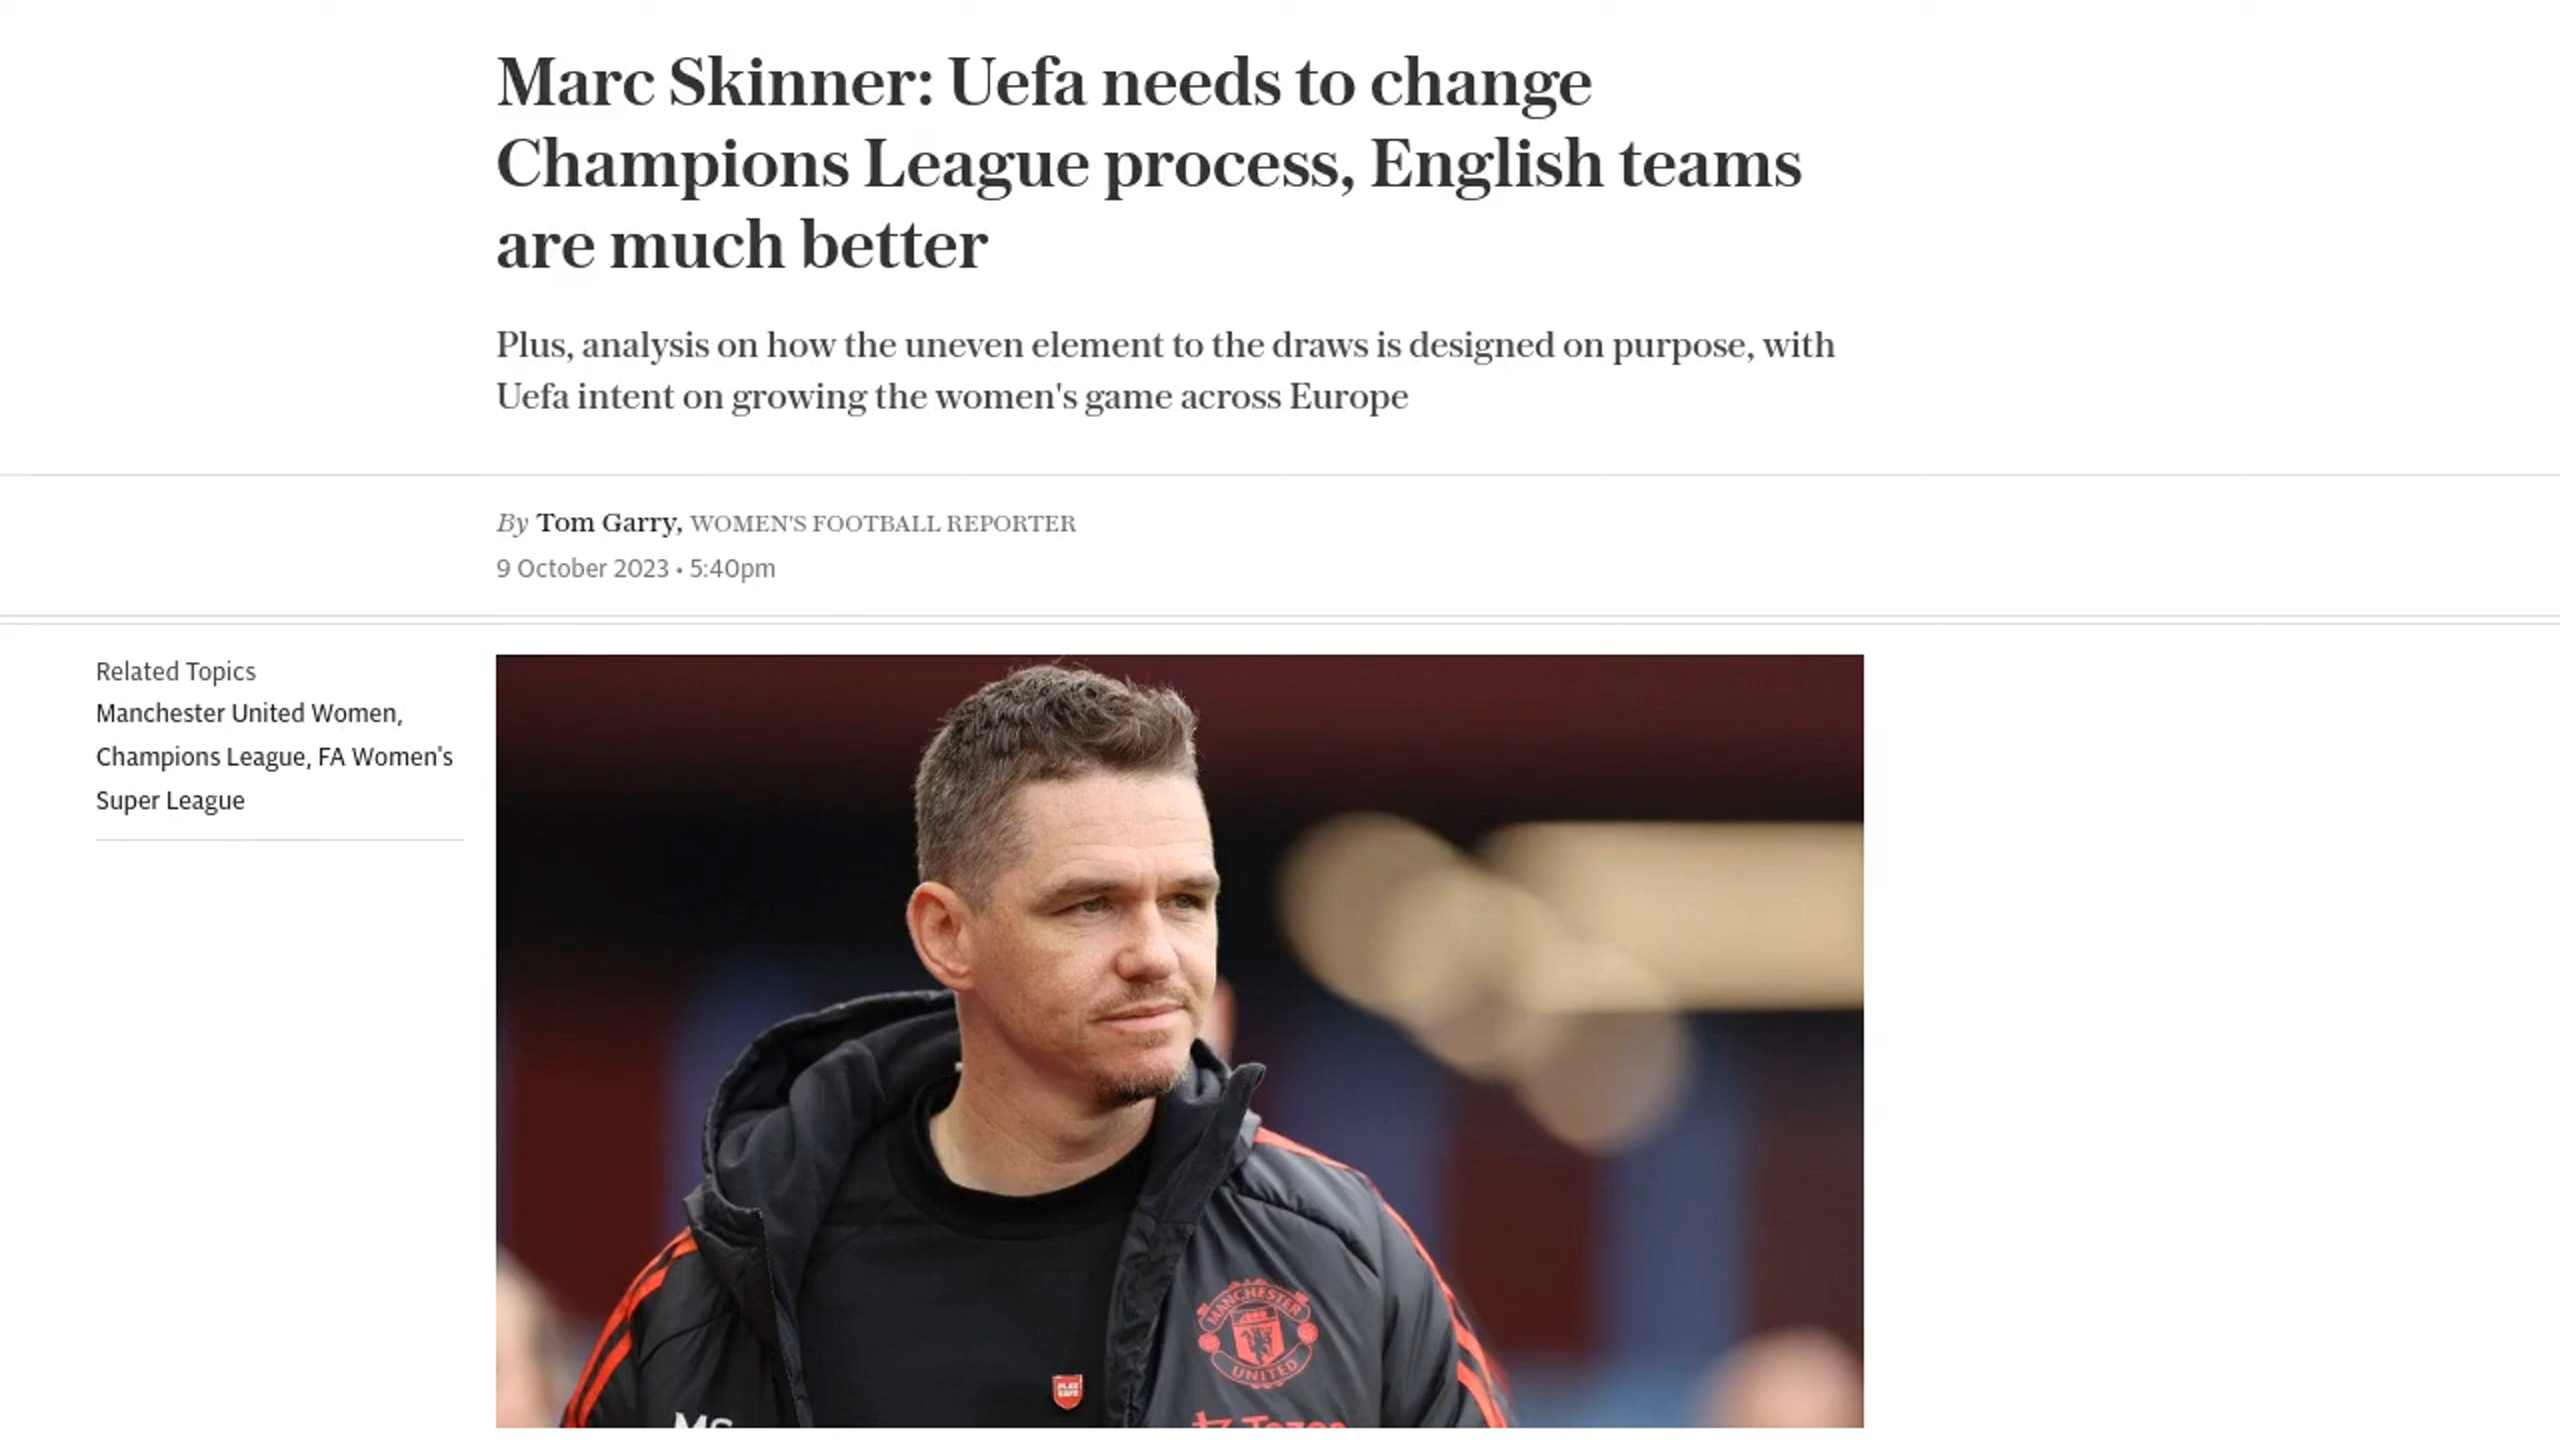 Marc Skinner: Uefa needs to change
Champions League process, English teams
are much better
Plus, analysis on how the uneven element to the draws is designed on purpose, with
Uefa intent on growing the women's game across Europe
By Tom Garry, WOMEN'S FOOTBALL REPORTER
9 October 2023 • 5:40pm
Related Topics
Manchester United Women,
Champions League, FA Women's
Super League
MANCHESTER
UNITED
PLAY
SAFE
MS